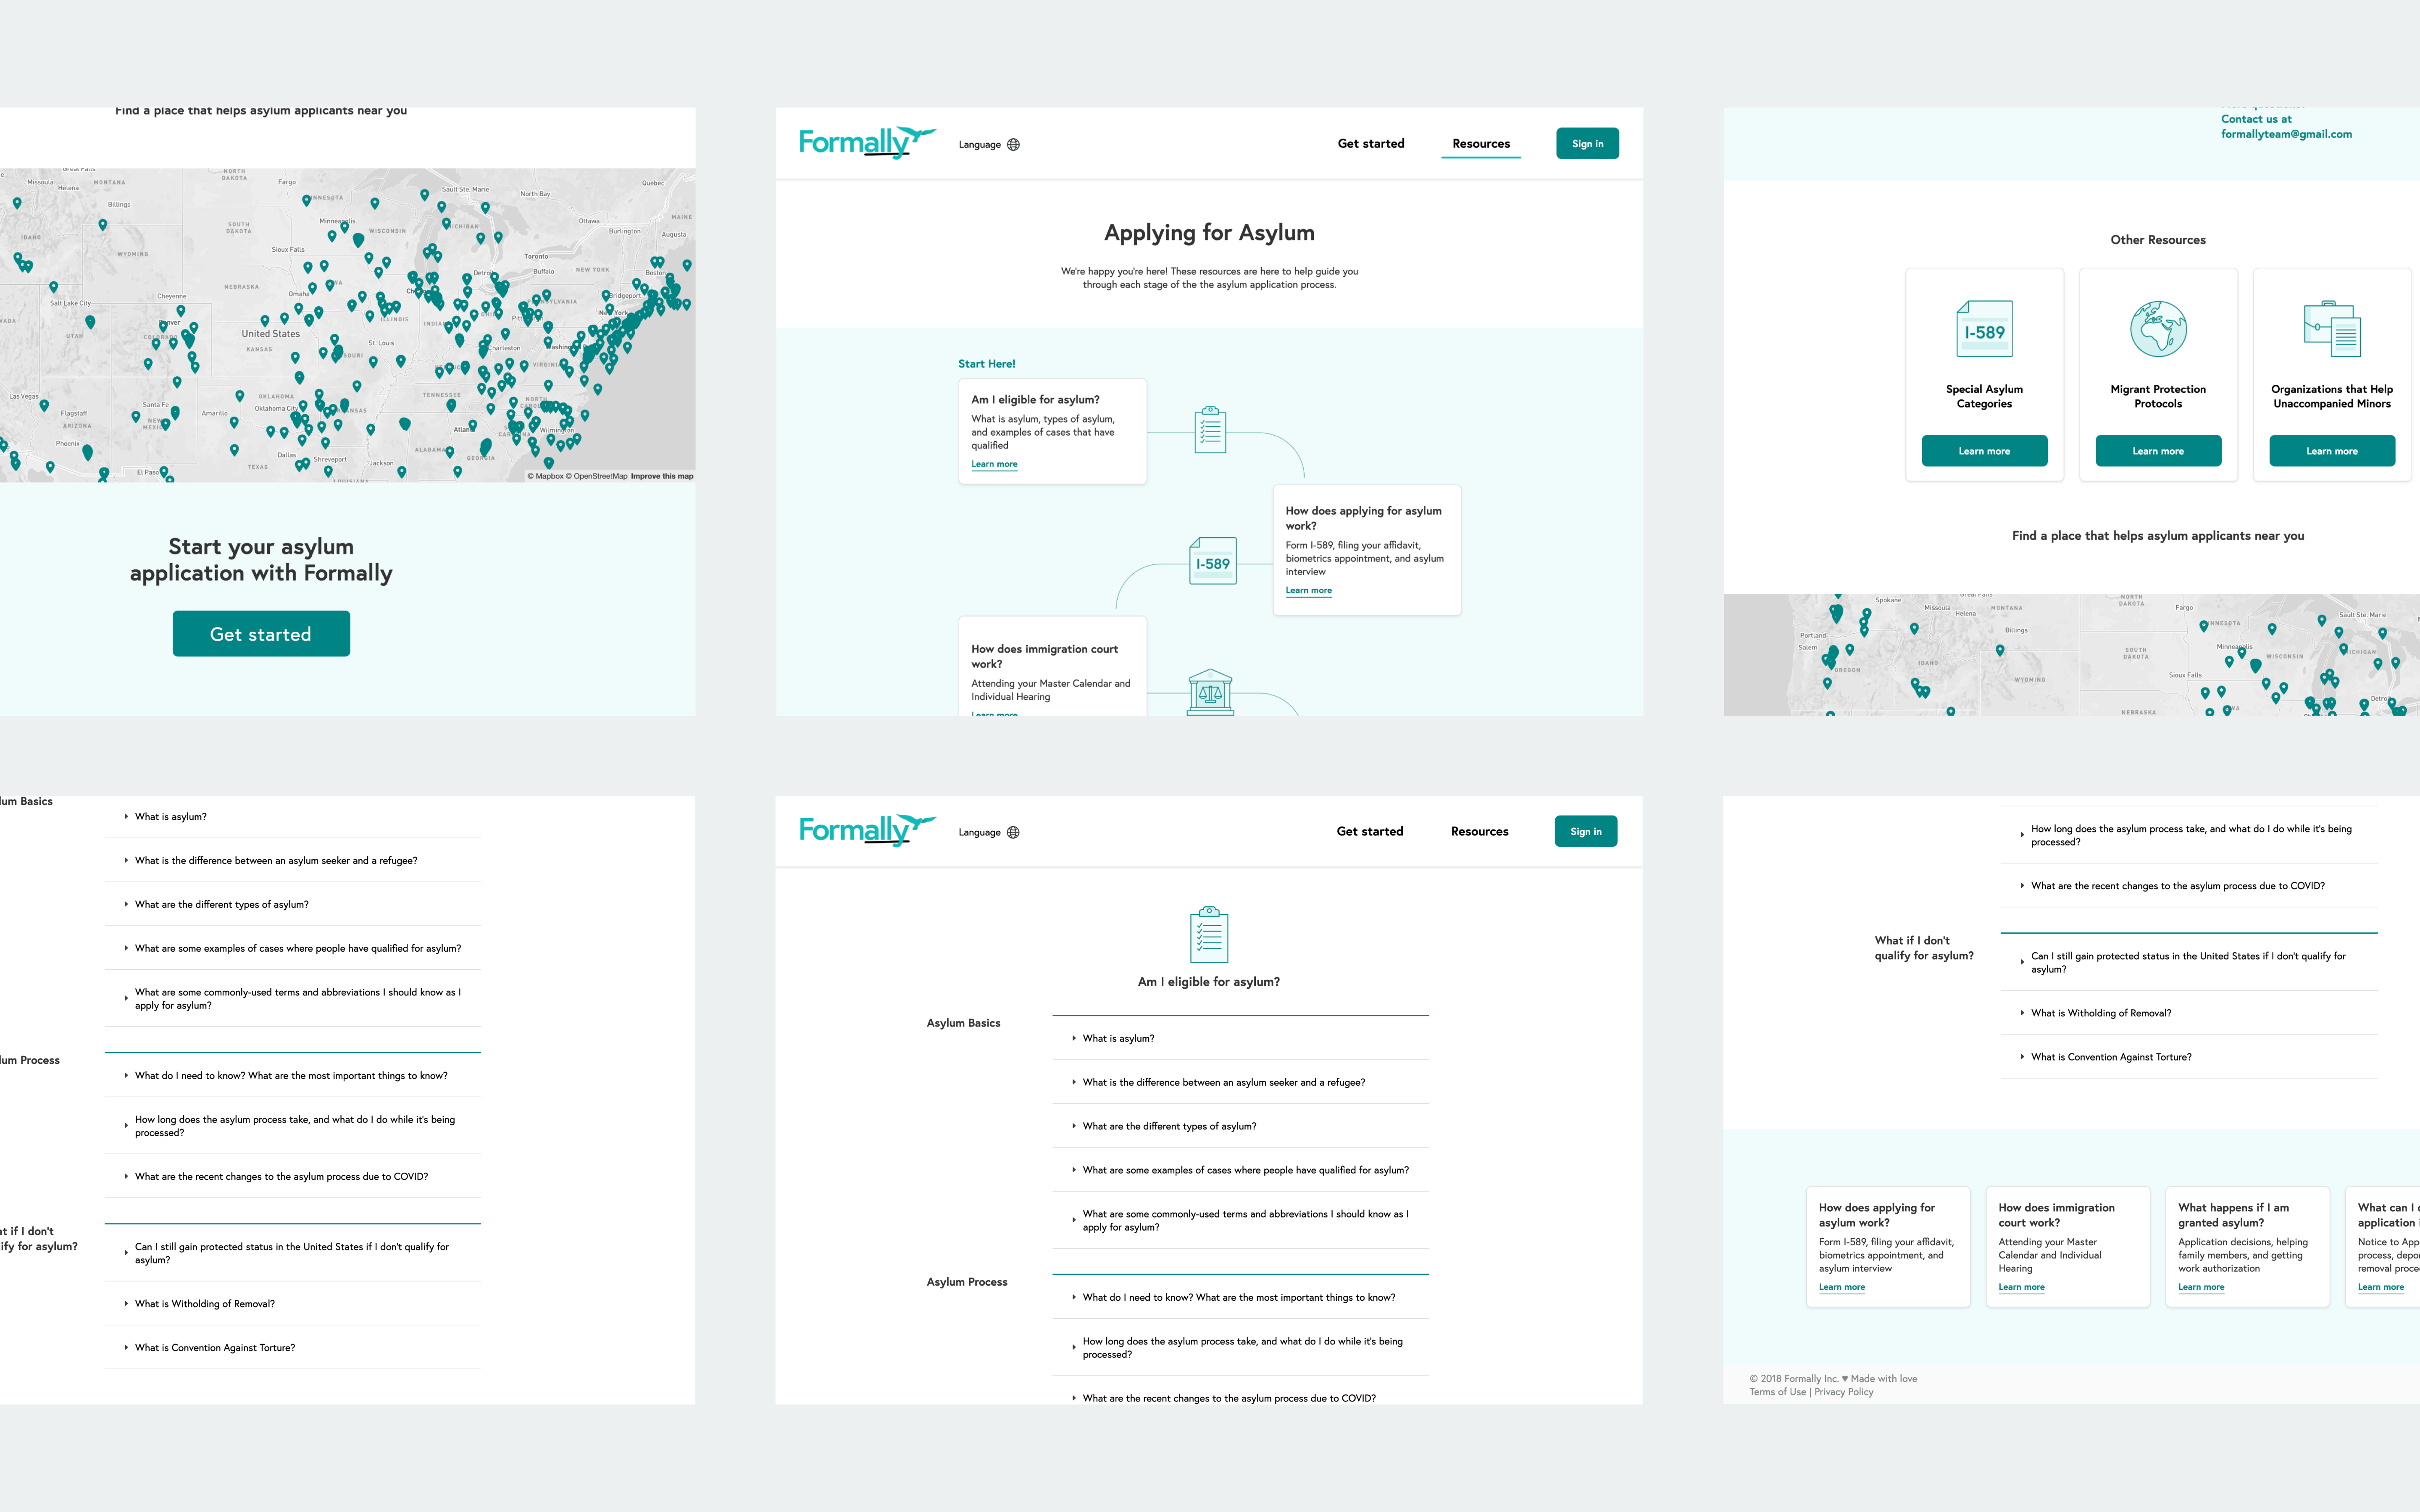 Find a place that helps asylum applicants near you
Missoula
Helena
MONTANA
NORTH
DAKOTA
Fargo
Sault Ste. Marie
North Bay
Quebec
Billings
Minneapolis
Ottawa
MAINE
IDAHO
SOUTH
DAKOTA
WISCONSIN
Burlington
Augusta
WYOMING
Sioux Falls
Toronto
NEW YORK
Boston
Detroit
Buffalo
NEBRASKA
Omaha
Salt Lake City
Cheyenne
Bridgeport
UTAH
United States
ILLINOIS
KANSAS
St. Louis
Charleston
Las Vegas
TENNESSEE
Flagstaff
Santa Fe
Amarillo
OKLAHOMA
Oklahoma City
ARIZONA
Wilmington
Phoenix
Dallas
Shreveport
Jackson
ALABAMA
GEORGIA
El Paso
TEXAS
LOUISIANA
© Mapbox © OpenStreetMap Improve this map
Start your asylum
application with Formally
Get started
Formally
Language
Get started
Resources
Sign in
Applying for Asylum
We're happy you're here! These resources are here to help guide you
through each stage of the the asylum application process.
Start Here!
Am I eligible for asylum?
What is asylum, types of asylum,
and examples of cases that have
qualified
Learn more
How does applying for asylum
work?
I-589
Form I-589, filing your affidavit,
biometrics appointment, and asylum
interview
Learn more
How does immigration court
work?
Attending your Master Calendar and
Individual Hearing
Learn more
Contact us at
formallyteam@gmail.com
Other Resources
I-589
Special Asylum
Categories
Learn more
Migrant Protection
Protocols
Learn more
Organizations that Help
Unaccompanied Minors
Learn more
Find a place that helps asylum applicants near you
Spokane
Missoula
Helena
MONTANA
NORTH
DAKOTA
Fargo
Sault Ste. Marie
Portland
Salem
Billings
Minneapolis
OREGON
IDAHO
SOUTH
DAKOTA
WISCONSIN
WYOMING
Sioux Falls
Detroit
NEBRASKA
lum Basics
What is asylum?
What is the difference between an asylum seeker and a refugee?
What are the different types of asylum?
What are some examples of cases where people have qualified for asylum?
What are some commonly-used terms and abbreviations I should know as I
apply for asylum?
lum Process
What do I need to know? What are the most important things to know?
How long does the asylum process take, and what do I do while it's being
processed?
What are the recent changes to the asylum process due to COVID?
at if I don't
ify for asylum?
Can I still gain protected status in the United States if I don't qualify for
asylum?
What is Witholding of Removal?
What is Convention Against Torture?
Formally
Language
Get started
Resources
Sign in
Am I eligible for asylum?
Asylum Basics
What is asylum?
What is the difference between an asylum seeker and a refugee?
What are the different types of asylum?
What are some examples of cases where people have qualified for asylum?
What are some commonly-used terms and abbreviations I should know as I
apply for asylum?
Asylum Process
What do I need to know? What are the most important things to know?
How long does the asylum process take, and what do I do while it's being
processed?
What are the recent changes to the asylum process due to COVID?
How long does the asylum process take, and what do I do while it's being
processed?
What are the recent changes to the asylum process due to COVID?
What if I don't
qualify for asylum?
Can I still gain protected status in the United States if I don't qualify for
asylum?
What is Witholding of Removal?
What is Convention Against Torture?
How does applying for
asylum work?
Form I-589, filing your affidavit,
biometrics appointment, and
asylum interview
Learn more
How does immigration
court work?
Attending your Master
Calendar and Individual
Hearing
Learn more
What happens if I am
granted asylum?
Application decisions, helping
family members, and getting
work authorization
Learn more
What can I
application
Notice to App
process, depo
removal proce
Learn more
© 2018 Formally Inc. ♥ Made with love
Terms of Use | Privacy Policy